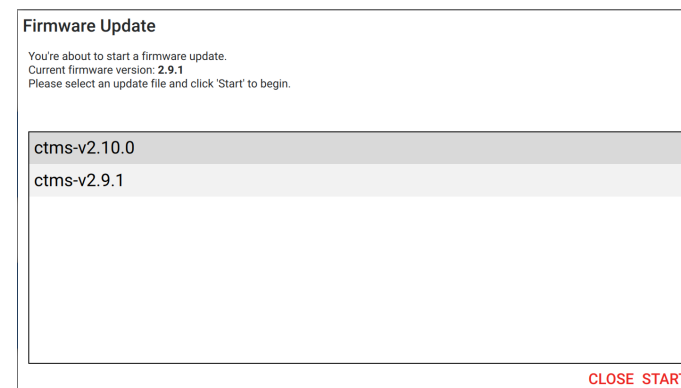 Firmware Update
You're about to start a firmware update.
Current firmware version: 2.9.1
Please select an update file and click 'Start' to begin.
ctms-v2.10.0
ctms-v2.9.1
CLOSE START